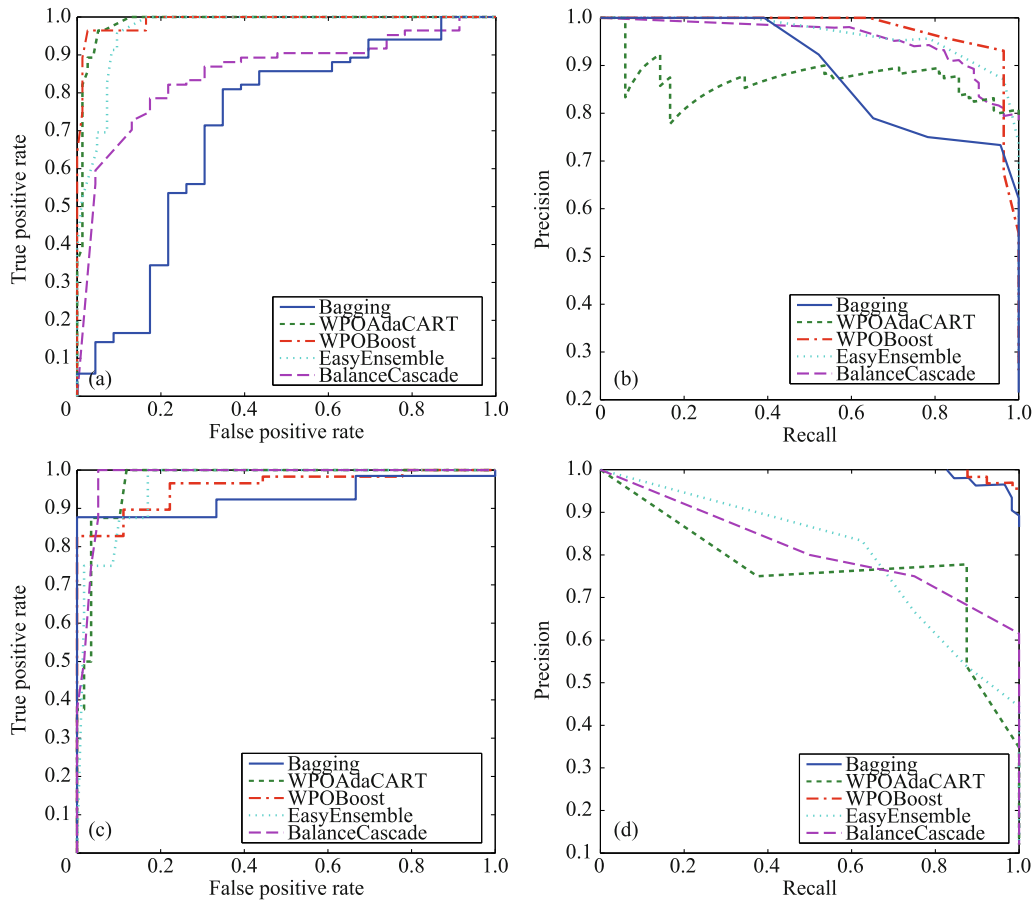 1.0
0.9
0.8
0.7
0.6
0.5
0.4
0.3
0.2
0.1
True positive rate
Bagging
WPOAdaCART
WPOBoost
EasyEnsemble
BalanceCascade
(a)
0 0.2 0.4 0.6 0.8 1.0
False positive rate
1.0
0.9
0.8
0.7
0.6
0.5
0.4
0.3
0.2
Precision
Bagging
WPOAdaCART
WPOBoost
EasyEnsemble
BalanceCascade
(b)
0 0.2 0.4 0.6 0.8 1.0
Recall
1.0
0.9
0.8
0.7
0.6
0.5
0.4
0.3
0.2
0.1
True positive rate
Bagging
WPOAdaCART
WPOBoost
EasyEnsemble
BalanceCascade
(c)
0 0.2 0.4 0.6 0.8 1.0
False positive rate
1.0
0.9
0.8
0.7
0.6
0.5
0.4
0.3
0.2
0.1
Precision
Bagging
WPOAdaCART
WPOBoost
EasyEnsemble
BalanceCascade
(d)
0 0.2 0.4 0.6 0.8 1.0
Recall